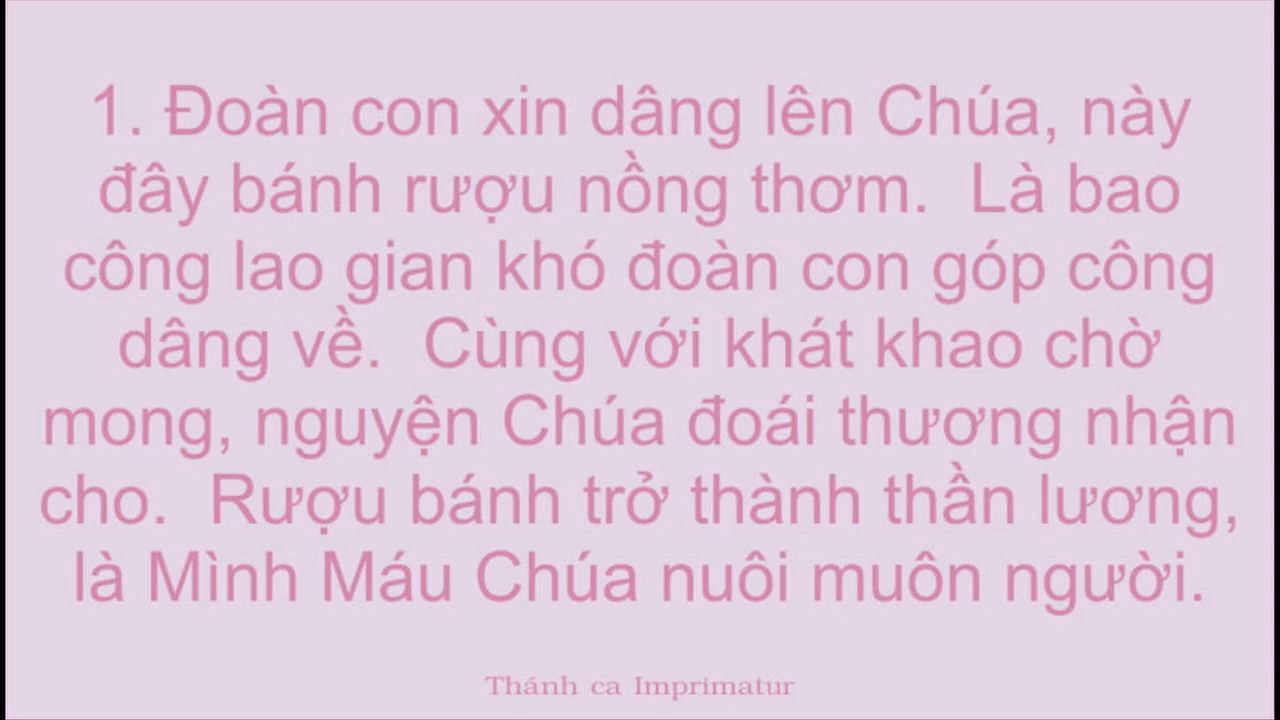 1. Đoàn con xin dâng lên Chúa, này
đây bánh rượu nồng thơm.  Là bao
công lao gian khó đoàn con góp công
dâng về.  Cùng với khát khao chờ
mong, nguyện Chúa đoái thương nhận
cho.  Rượu bánh trở thành thần lương,
là Mình Máu Chúa nuôi muôn người.
Thánh ca Imprimatur